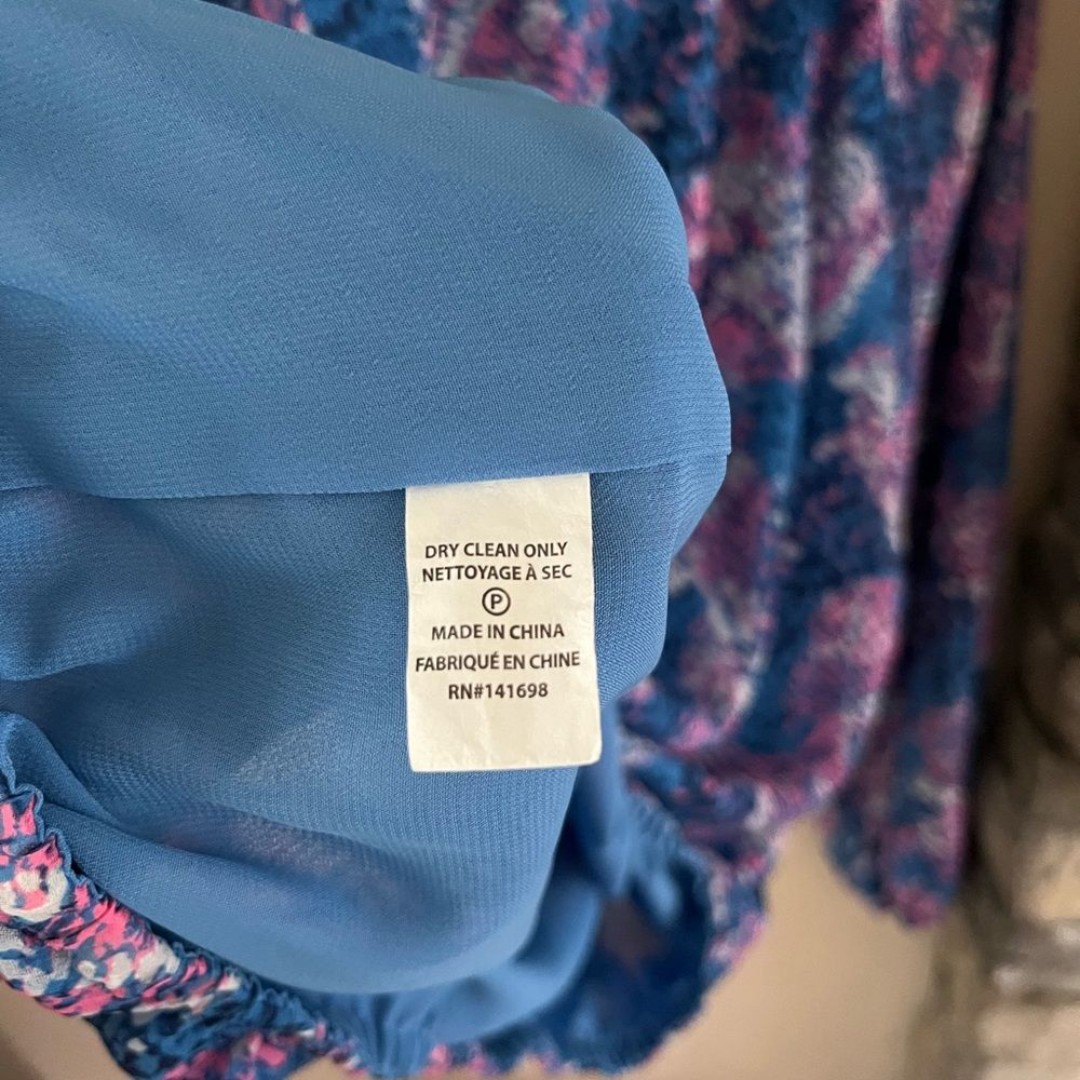 DRY CLEAN ONLY
NETTOYAGE À SEC
Ⓟ
MADE IN CHINA
FABRIQUÉ EN CHINE
RN#141698